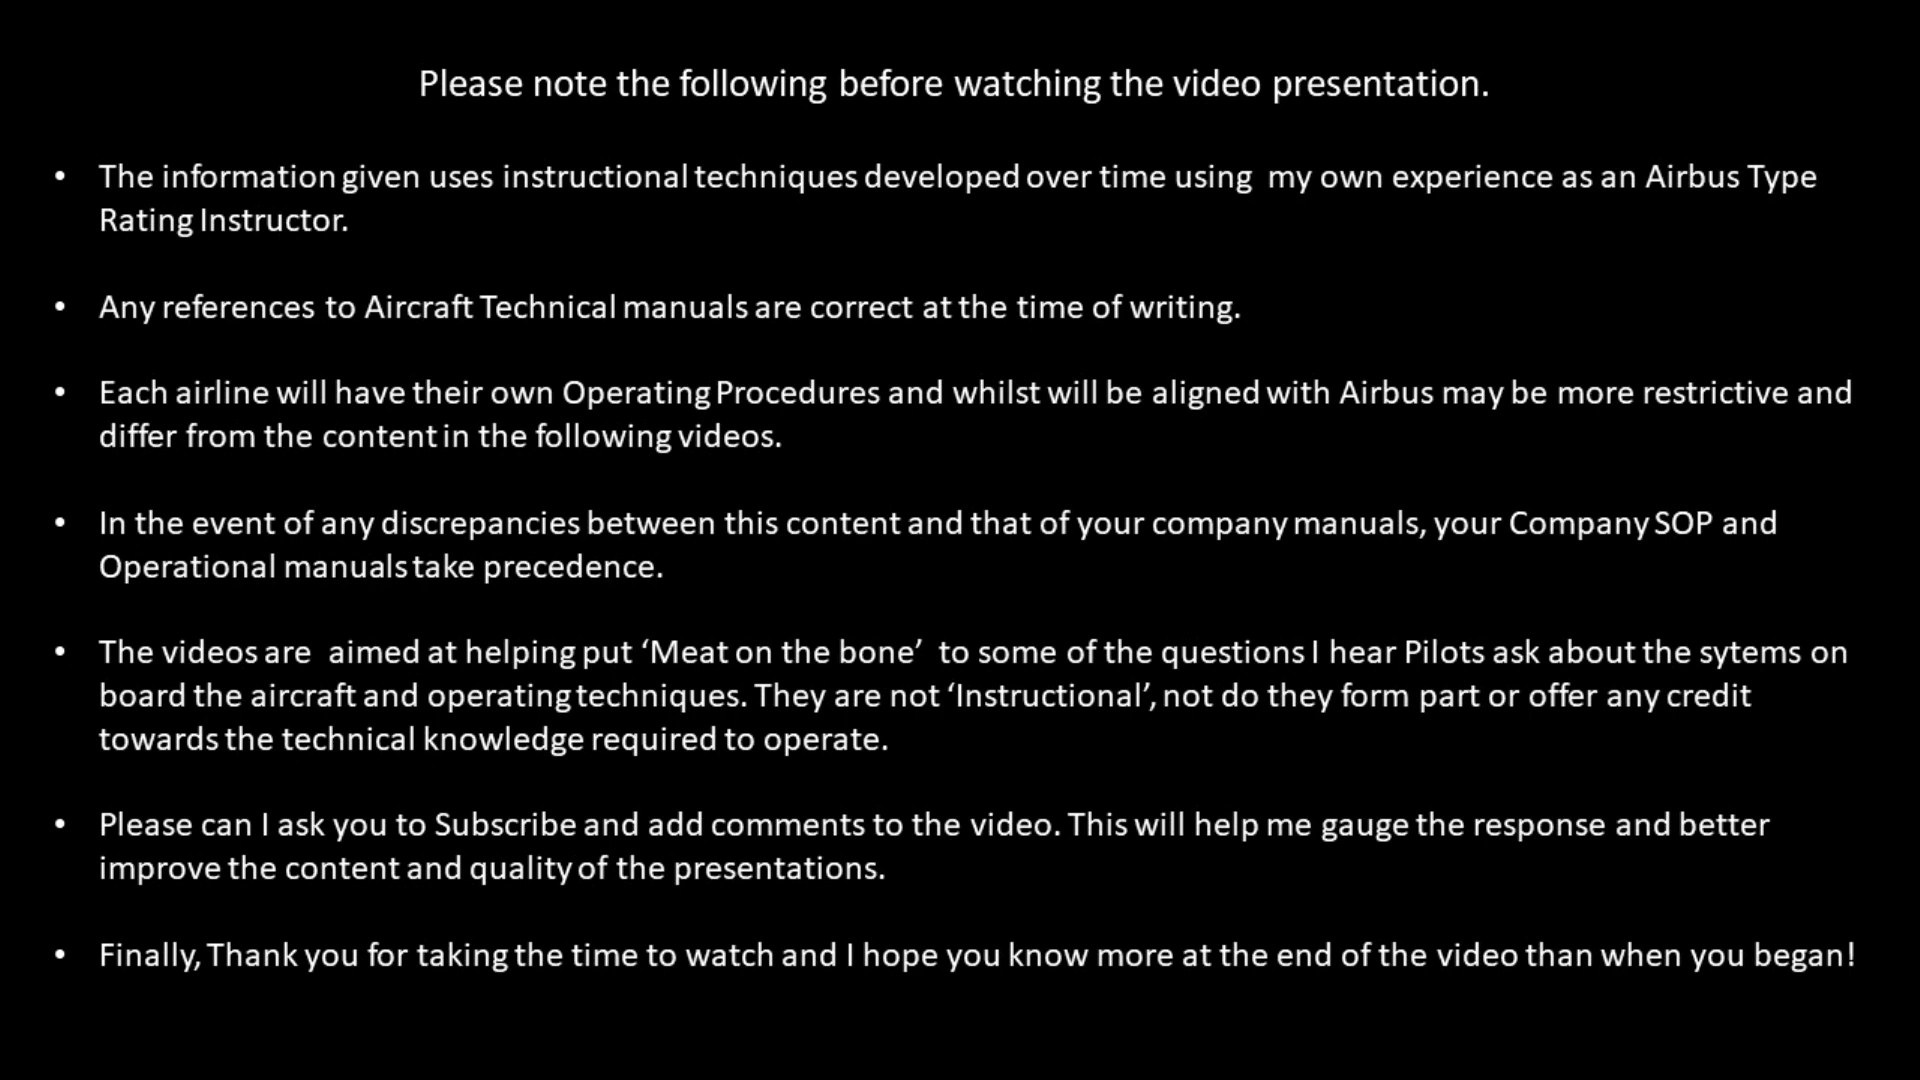 Please note the following before watching the video presentation.
• The information given uses instructional techniques developed over time using my own experience as an Airbus Type
Rating Instructor.
• Any references to Aircraft Technical manuals are correct at the time of writing.
• Each airline will have their own Operating Procedures and whilst will be aligned with Airbus may be more restrictive and
differ from the content in the following videos.
• In the event of any discrepancies between this content and that of your company manuals, your Company SOP and
Operational manuals take precedence.
• The videos are aimed at helping put ‘Meat on the bone’ to some of the questions I hear Pilots ask about the sytems on
board the aircraft and operating techniques. They are not ‘Instructional’, not do they form part or offer any credit
towards the technical knowledge required to operate.
• Please can I ask you to Subscribe and add comments to the video. This will help me gauge the response and better
improve the content and quality of the presentations.
• Finally, Thank you for taking the time to watch and I hope you know more at the end of the video than when you began!